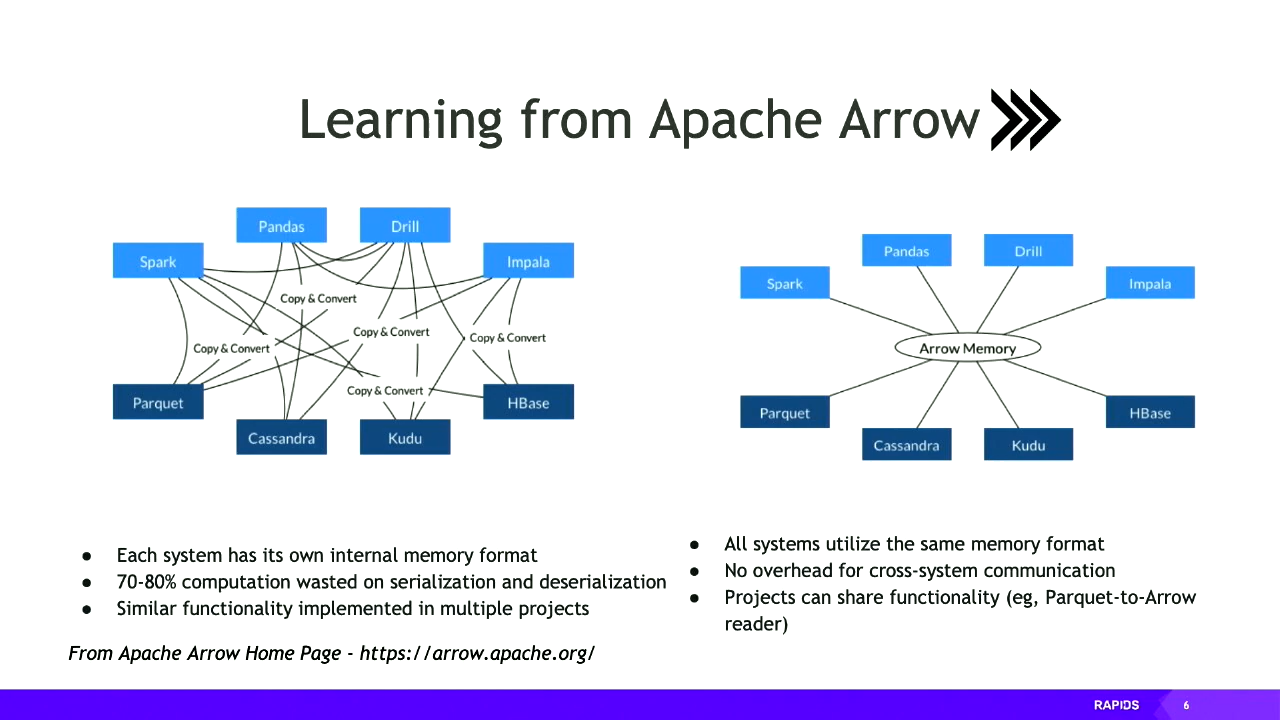 Learning from Apache Arrow
Pandas
Drill
Spark
Impala
Copy & Convert
Copy & Convert
Copy & Convert
Copy & Convert
Copy & Convert
Parquet
HBase
Cassandra
Kudu
Pandas
Drill
Spark
Impala
Arrow Memory
Parquet
HBase
Cassandra
Kudu
● Each system has its own internal memory format
● 70-80% computation wasted on serialization and deserialization
● Similar functionality implemented in multiple projects
● All systems utilize the same memory format
● No overhead for cross-system communication
● Projects can share functionality (eg, Parquet-to-Arrow
reader)
From Apache Arrow Home Page - https://arrow.apache.org/
RAPIDS
6